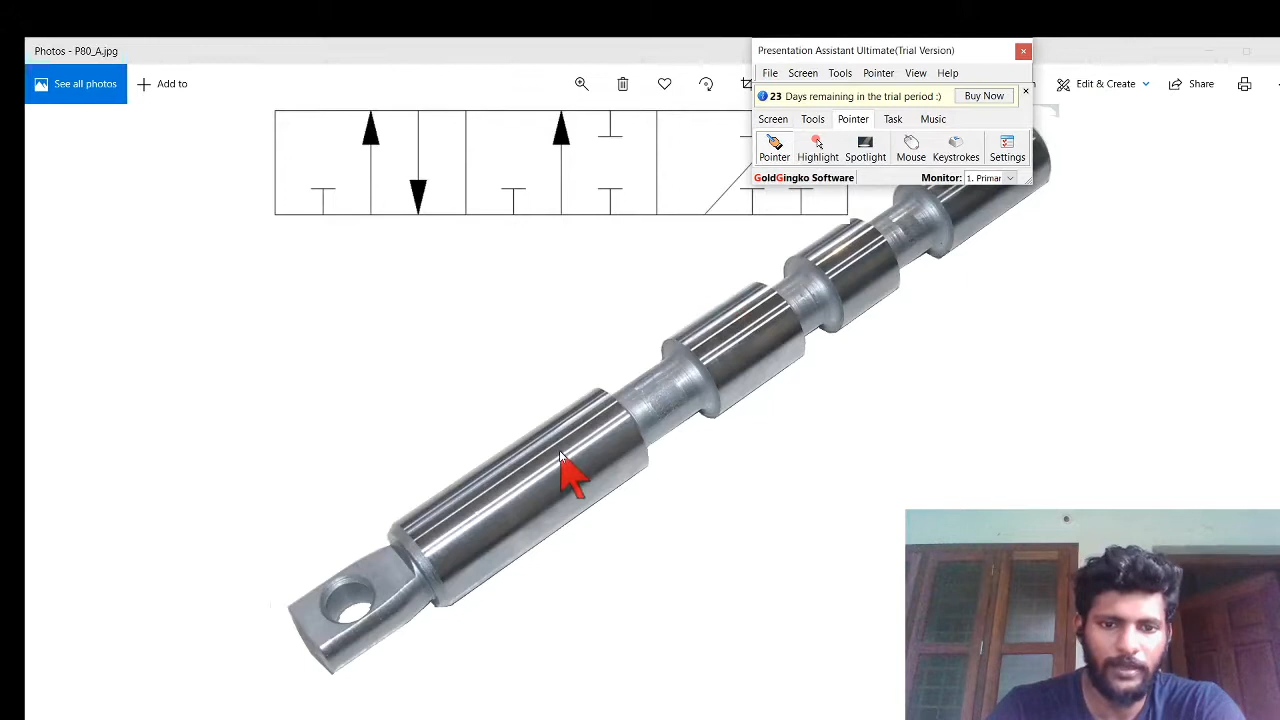 Photos - P80_A.jpg
Presentation Assistant Ultimate(Trial Version)
See all photos
Add to
File Screen Tools Pointer View Help
Edit & Create
Share
23 Days remaining in the trial period :) Buy Now
Screen Tools Pointer Task Music
Pointer Highlight Spotlight Mouse Keystrokes Settings
GoldGingko Software Monitor: 1. Primar